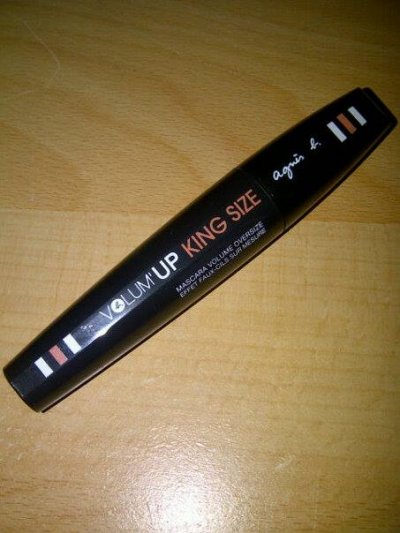 VOLUM'UP KING SIZE
MASCARA VOLUME OVERSIZE
EFFET FAUX-CILS SUR MESURE
agnès b.